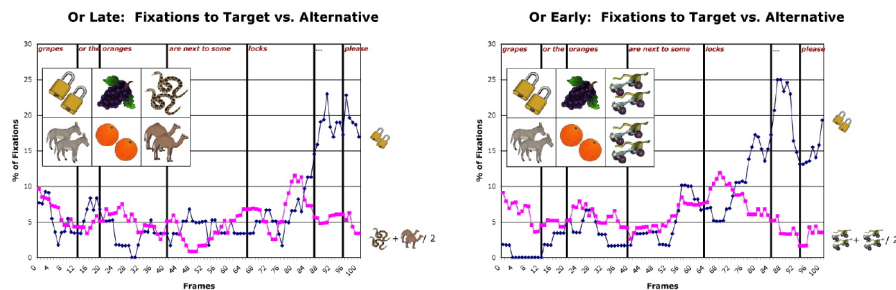 Or Late: Fixations to Target vs. Alternative
grapes or the oranges are next to some locks ... please
30
25
20
15
10
5
0
% of Fixations
0 4 8 12 16 20 24 28 32 36 40 44 48 52 56 60 64 68 72 76 80 84 88 92 96 100
Frames
+ / 2
Or Early: Fixations to Target vs. Alternative
grapes or the oranges are next to some locks ... please
30
25
20
15
10
5
0
% of Fixations
0 4 8 12 16 20 24 28 32 36 40 44 48 52 56 60 64 68 72 76 80 84 88 92 96 100
Frames
+ / 2